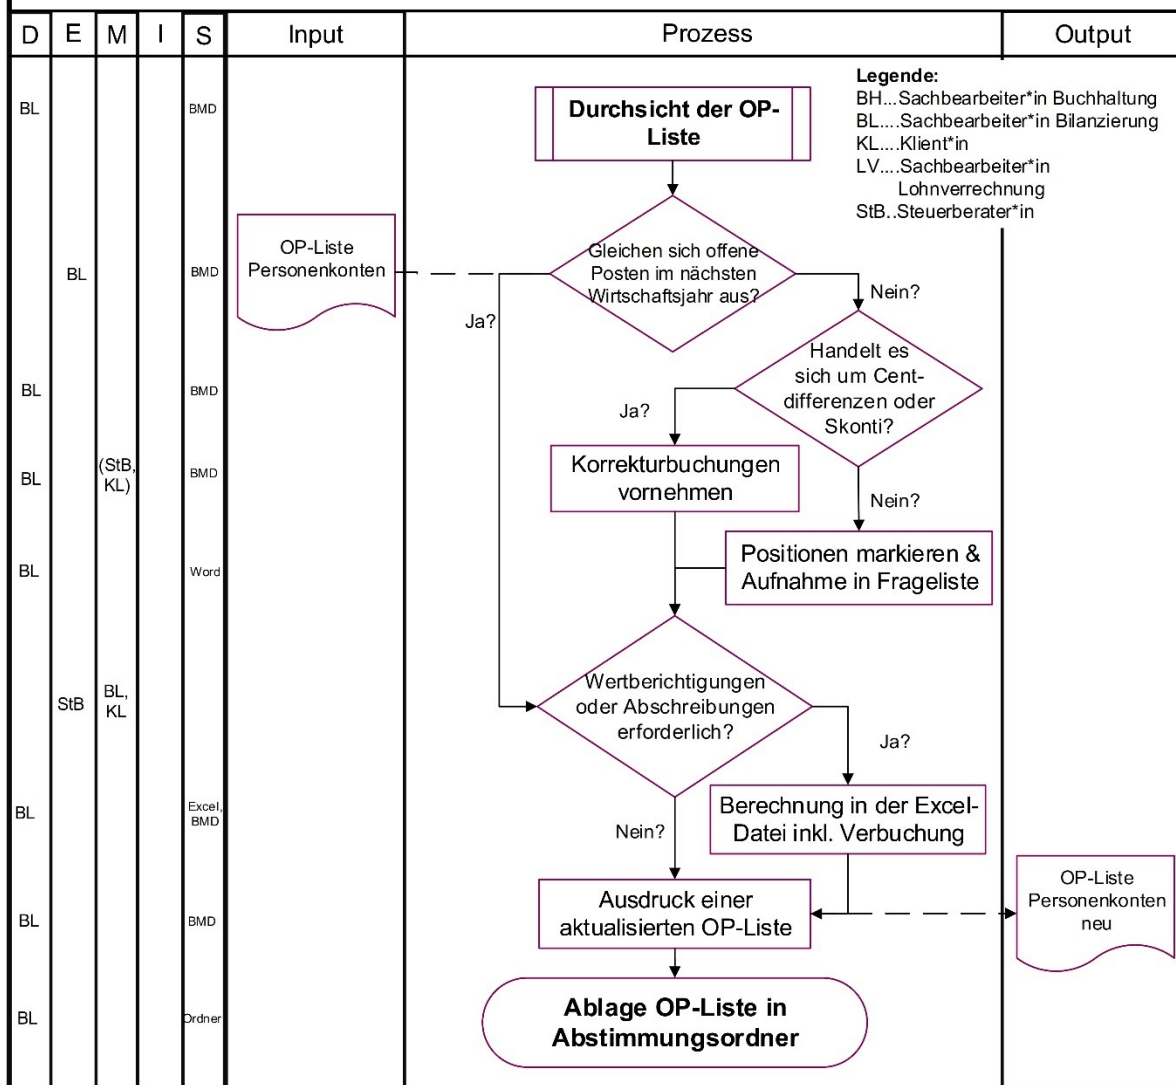 D E M I S Input Prozess Output
Legende:
BH...Sachbearbeiter*in Buchhaltung
BL....Sachbearbeiter*in Bilanzierung
KL....Klient*in
LV....Sachbearbeiter*in
Lohnverrechnung
StB..Steuerberater*in
BL
BMD
Durchsicht der OP-
Liste
BL
BMD
OP-Liste
Personenkonten
Gleichen sich offene
Posten im nächsten
Wirtschaftsjahr aus?
Ja?
Nein?
BL
BMD
Handelt es
sich um Cent-
differenzen oder
Skonti?
Ja?
BL
(StB,
KL)
BMD
Korrekturbuchungen
vornehmen
Nein?
BL
Word
Positionen markieren &
Aufnahme in Frageliste
StB
BL,
KL
Wertberichtigungen
oder Abschreibungen
erforderlich?
Ja?
BL
Excel,
BMD
Berechnung in der Excel-
Datei inkl. Verbuchung
Nein?
BL
BMD
Ausdruck einer
aktualisierten OP-Liste
OP-Liste
Personenkonten
neu
BL
Ordner
Ablage OP-Liste in
Abstimmungsordner